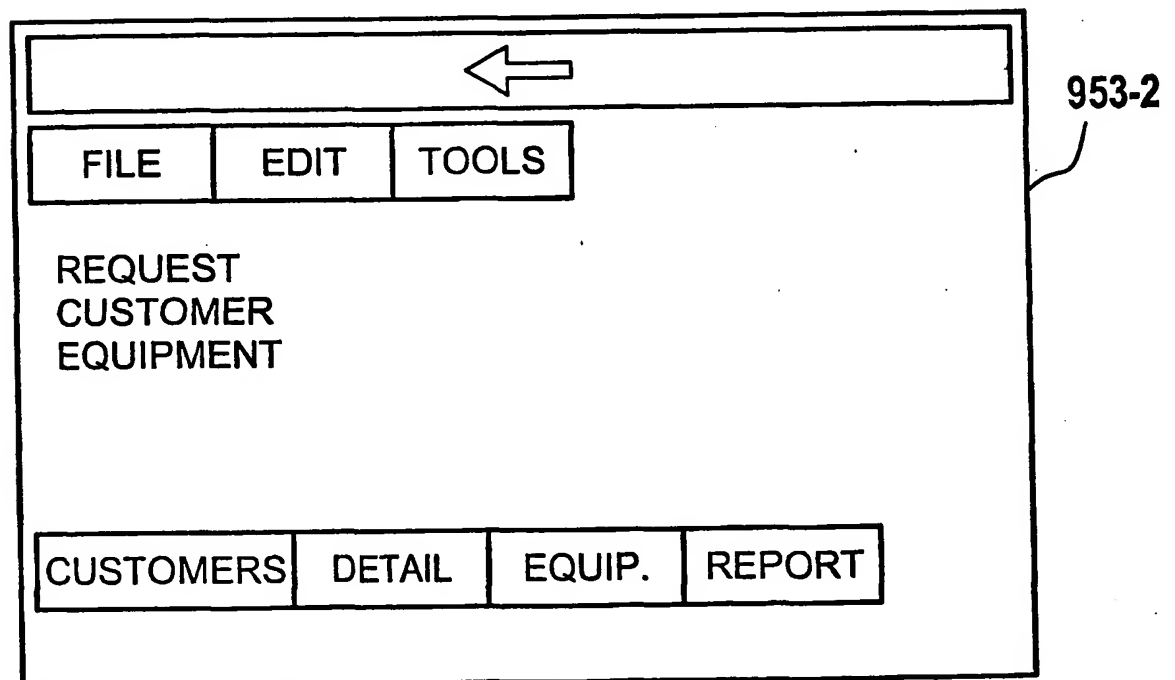 953-2
FILE EDIT TOOLS
REQUEST
CUSTOMER
EQUIPMENT
CUSTOMERS DETAIL EQUIP. REPORT